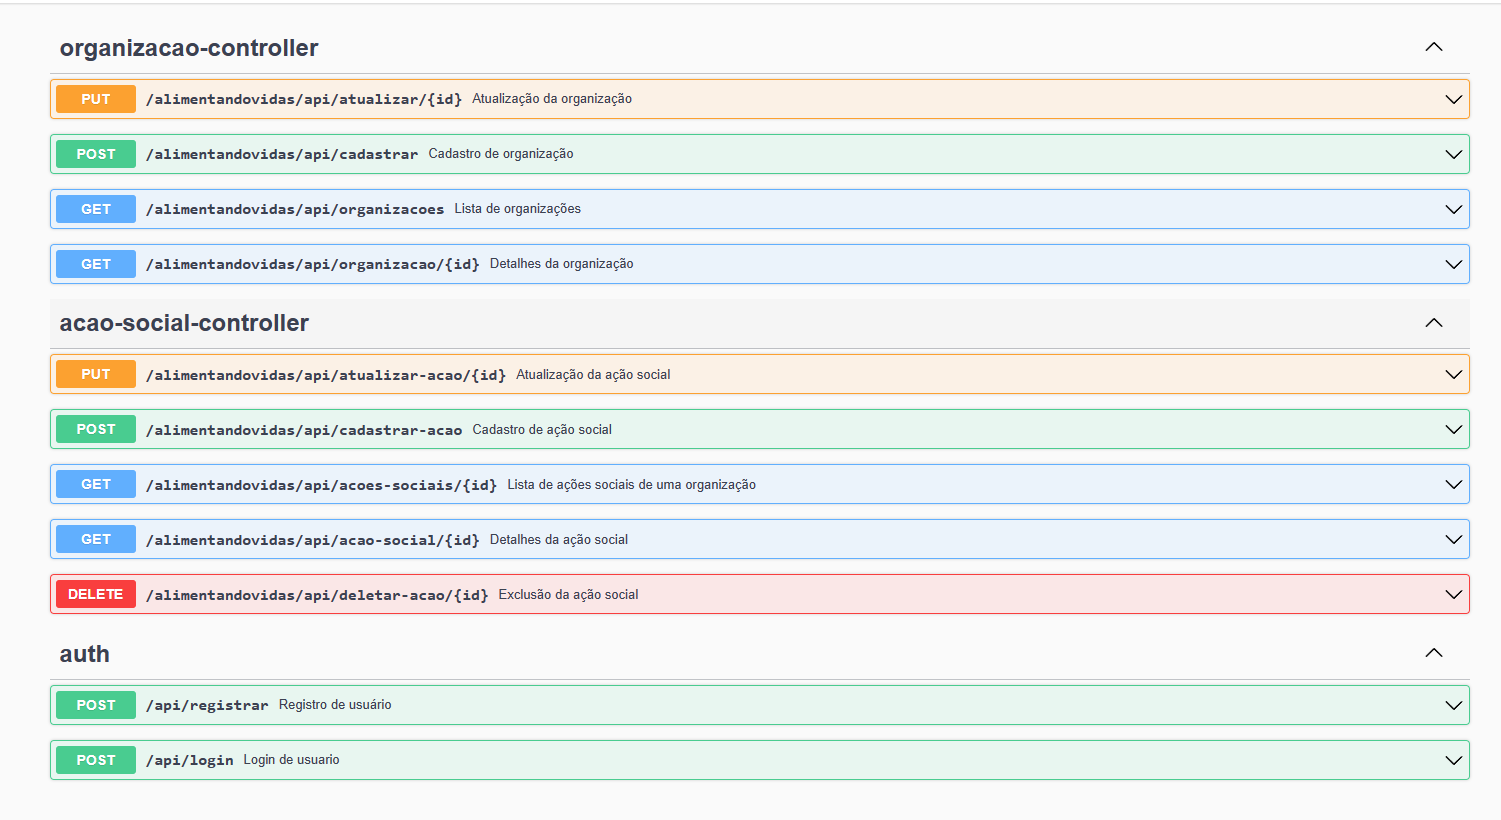 organizacao-controller
PUT /alimentandovidas/api/atualizar/{id} Atualização da organização
POST /alimentandovidas/api/cadastrar Cadastro de organização
GET /alimentandovidas/api/organizacoes Lista de organizações
GET /alimentandovidas/api/organizacao/{id} Detalhes da organização
acao-social-controller
PUT /alimentandovidas/api/atualizar-acao/{id} Atualização da ação social
POST /alimentandovidas/api/cadastrar-acao Cadastro de ação social
GET /alimentandovidas/api/acoes-sociais/{id} Lista de ações sociais de uma organização
GET /alimentandovidas/api/acao-social/{id} Detalhes da ação social
DELETE /alimentandovidas/api/deletar-acao/{id} Exclusão da ação social
auth
POST /api/registrar Registro de usuário
POST /api/login Login de usuario